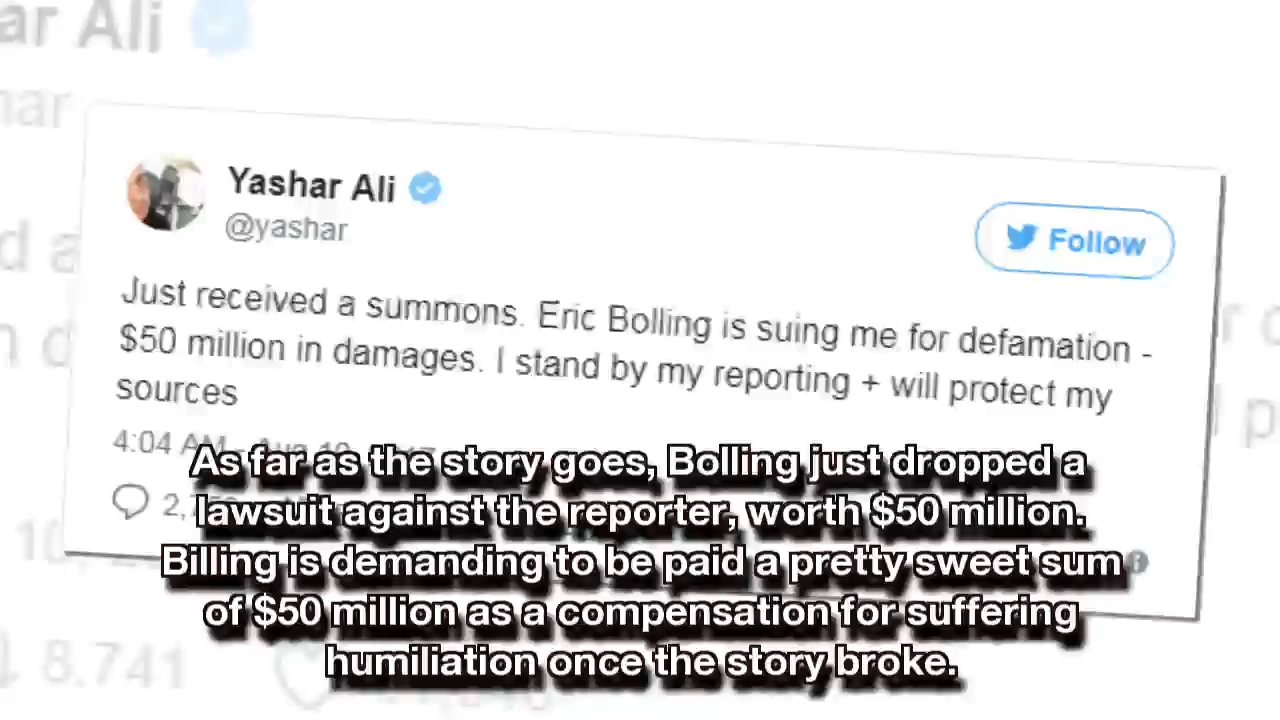 ar Ali
har
Yashar Ali
@yashar
Follow
Just received a summons. Eric Bolling is suing me for defamation -
$50 million in damages. I stand by my reporting + will protect my
sources
4:04 AM
As far as the story goes, Bolling just dropped a
lawsuit against the reporter, worth $50 million.
Billing is demanding to be paid a pretty sweet sum
of $50 million as a compensation for suffering
humiliation once the story broke.
8,741